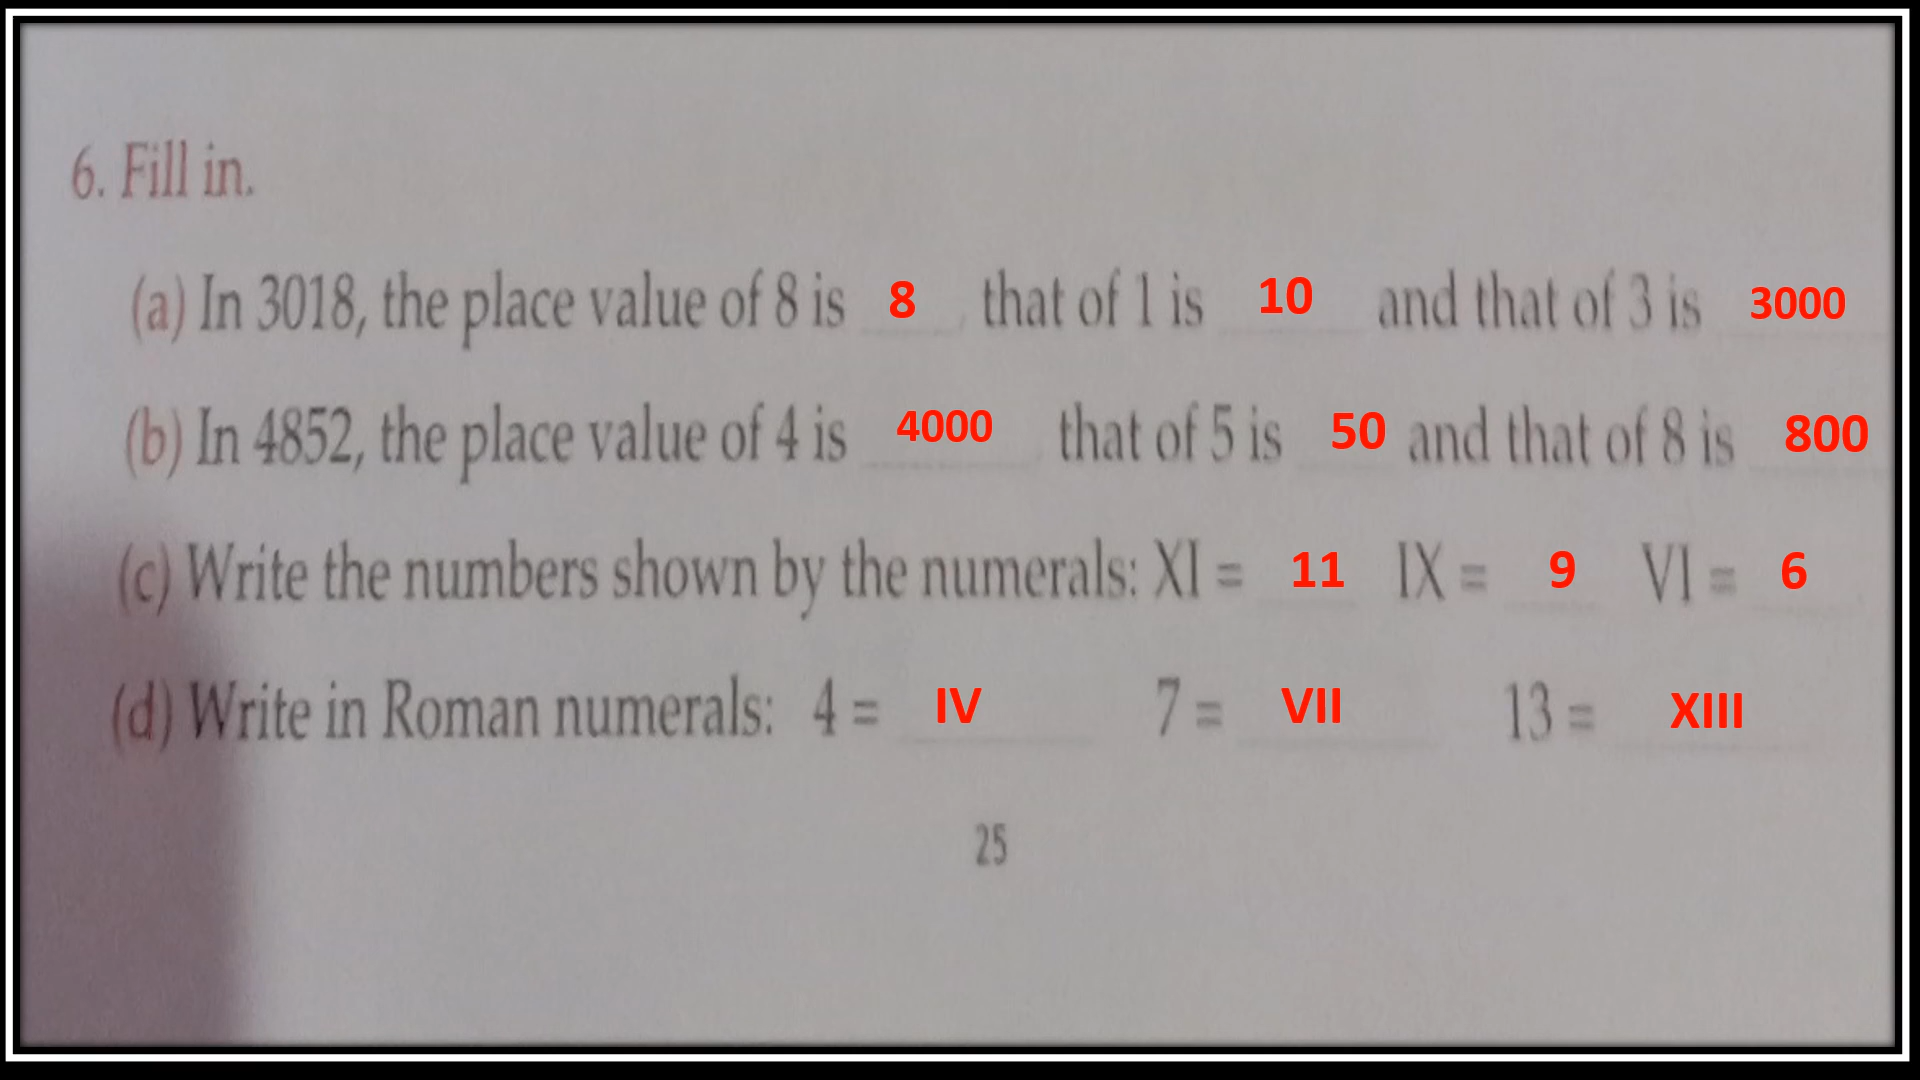 6. Fill in.
(a) In 3018, the place value of 8 is 8, that of 1 is 10 and that of 3 is 3000
(b) In 4852, the place value of 4 is 4000, that of 5 is 50 and that of 8 is 800
(c) Write the numbers shown by the numerals: XI = 11 IX = 9 VI = 6
(d) Write in Roman numerals: 4 = IV 7 = VII 13 = XIII
25